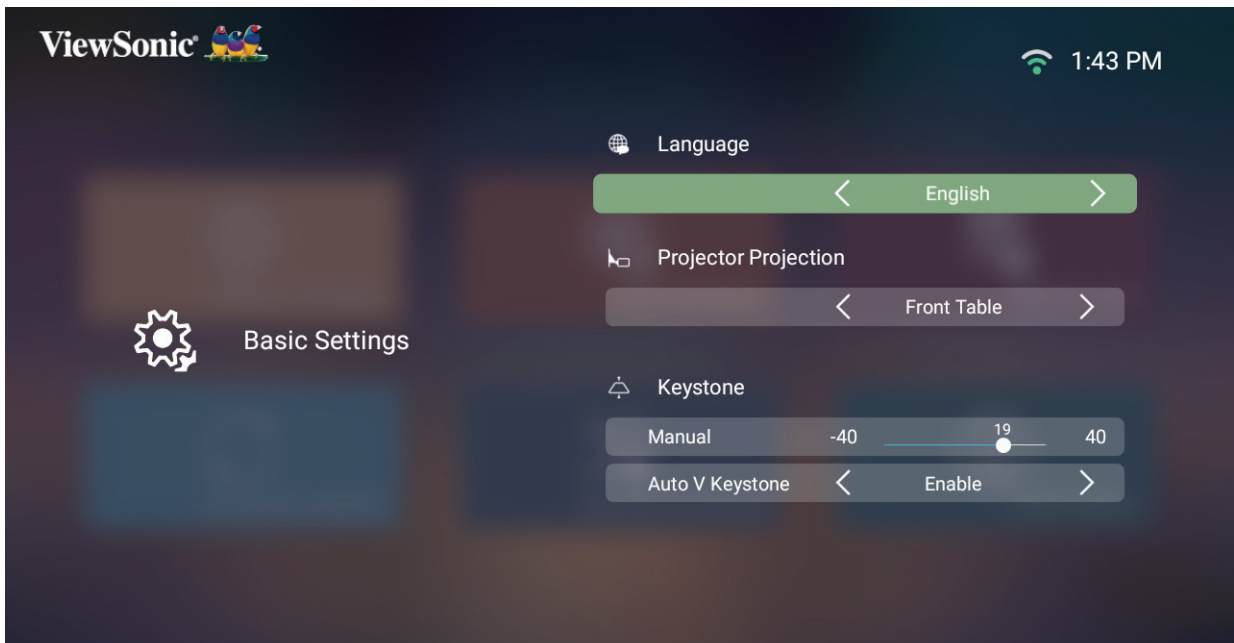 ViewSonic®
1:43 PM
Language
English
Projector Projection
Front Table
Basic Settings
Keystone
Manual -40 19 40
Auto V Keystone Enable